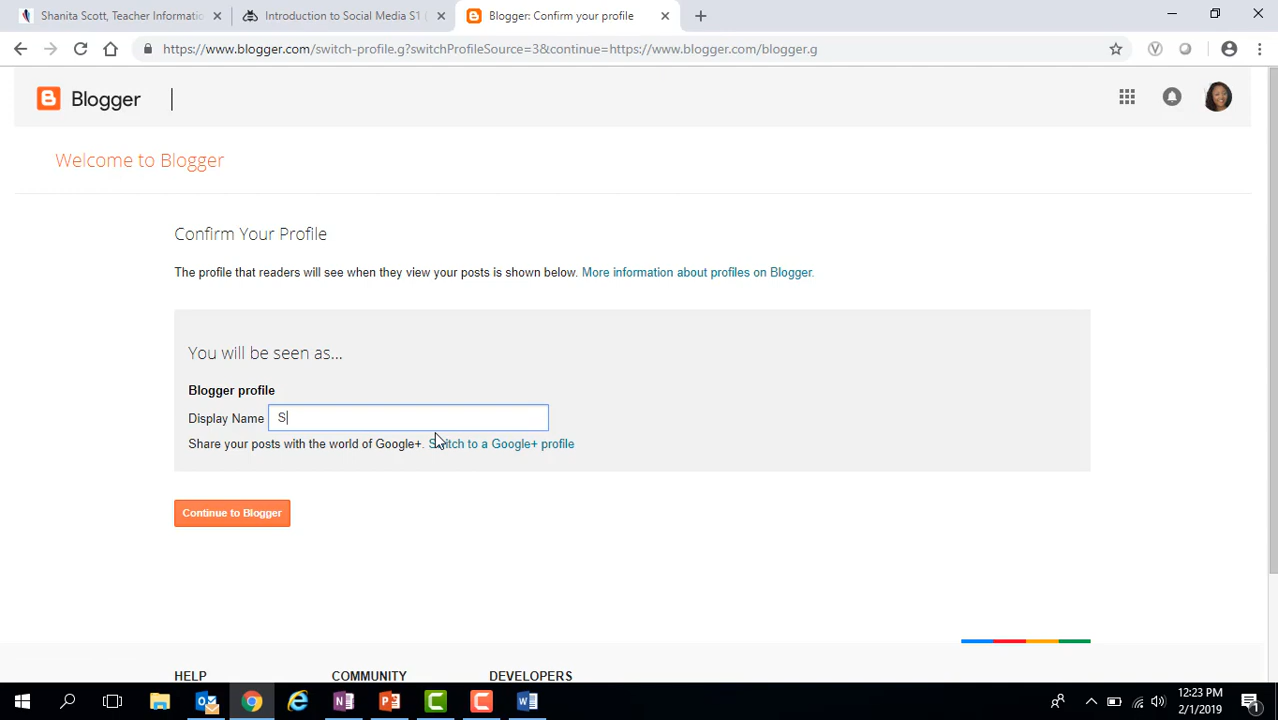 Shanita Scott, Teacher Informatio
Introduction to Social Media S1 (
Blogger: Confirm your profile
https://www.blogger.com/switch-profile.g?switchProfileSource=3&continue=https://www.blogger.com/blogger.g
Blogger
Welcome to Blogger
Confirm Your Profile
The profile that readers will see when they view your posts is shown below. More information about profiles on Blogger.
You will be seen as...
Blogger profile
Display Name S
Share your posts with the world of Google+. Switch to a Google+ profile
Continue to Blogger
HELP COMMUNITY DEVELOPERS
12:23 PM
2/1/2019
1